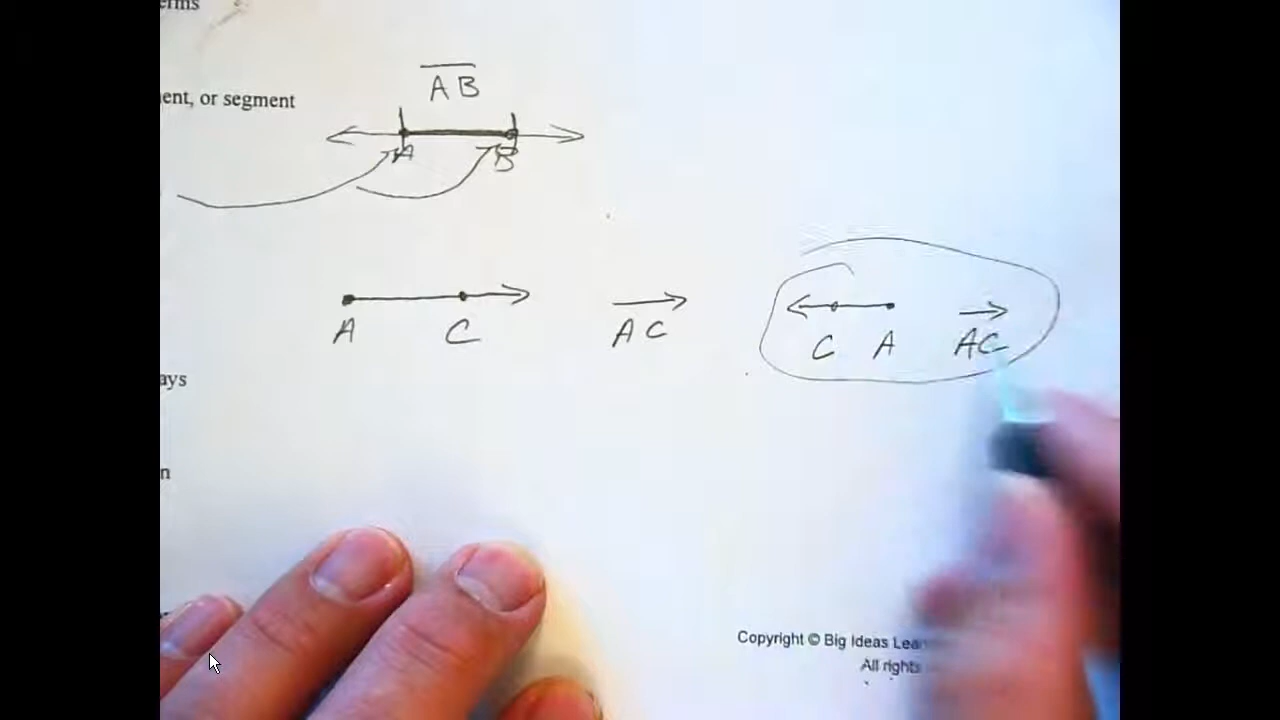 AB
ent, or segment
A B
A C AC C A AC
ays
Copyright © Big Ideas Lea
All rights